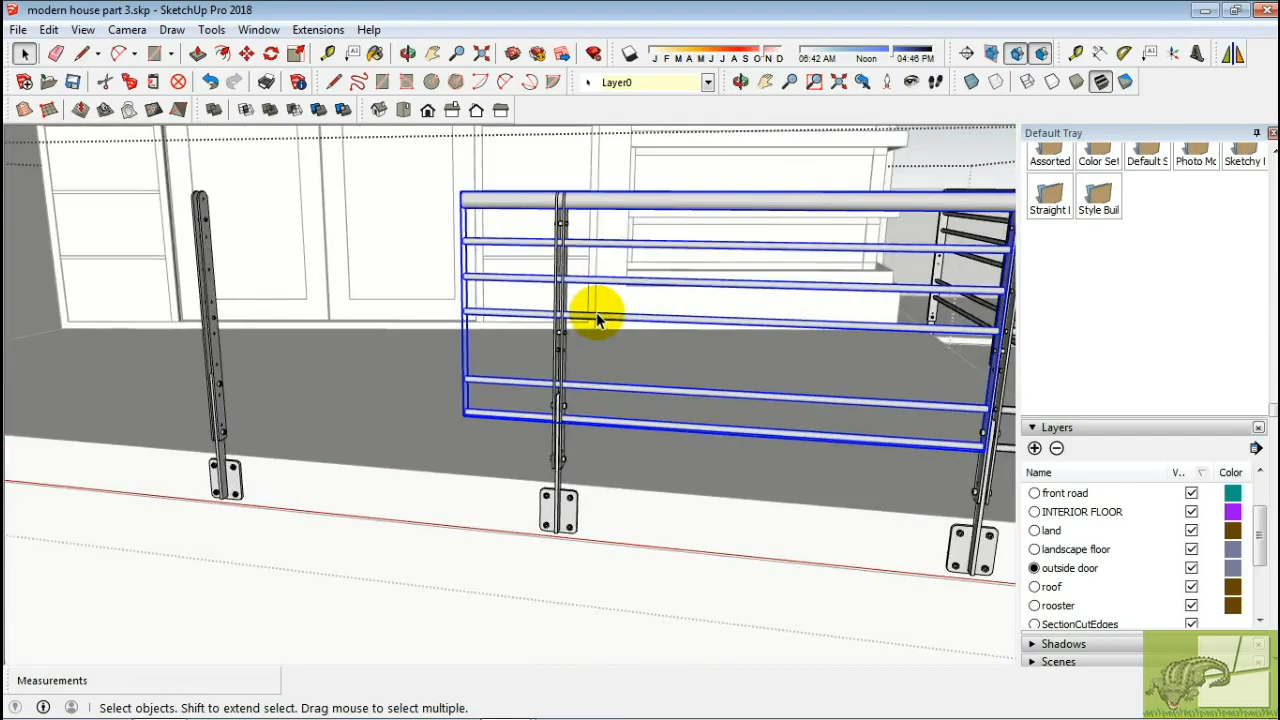 modern house part 3.skp - SketchUp Pro 2018
File Edit View Camera Draw Tools Window Extensions Help
J F M A M J J A S O N D 06:42 AM Noon 04:46 PM
Layer0
Default Tray
Assorted Color Se Default S Photo Mo Sketchy
Straight Style Buil
Layers
Name V.. Color
front road
INTERIOR FLOOR
land
landscape floor
outside door
roof
rooster
SectionCutEdges
Shadows
Scenes
Measurements
Select objects. Shift to extend select. Drag mouse to select multiple.